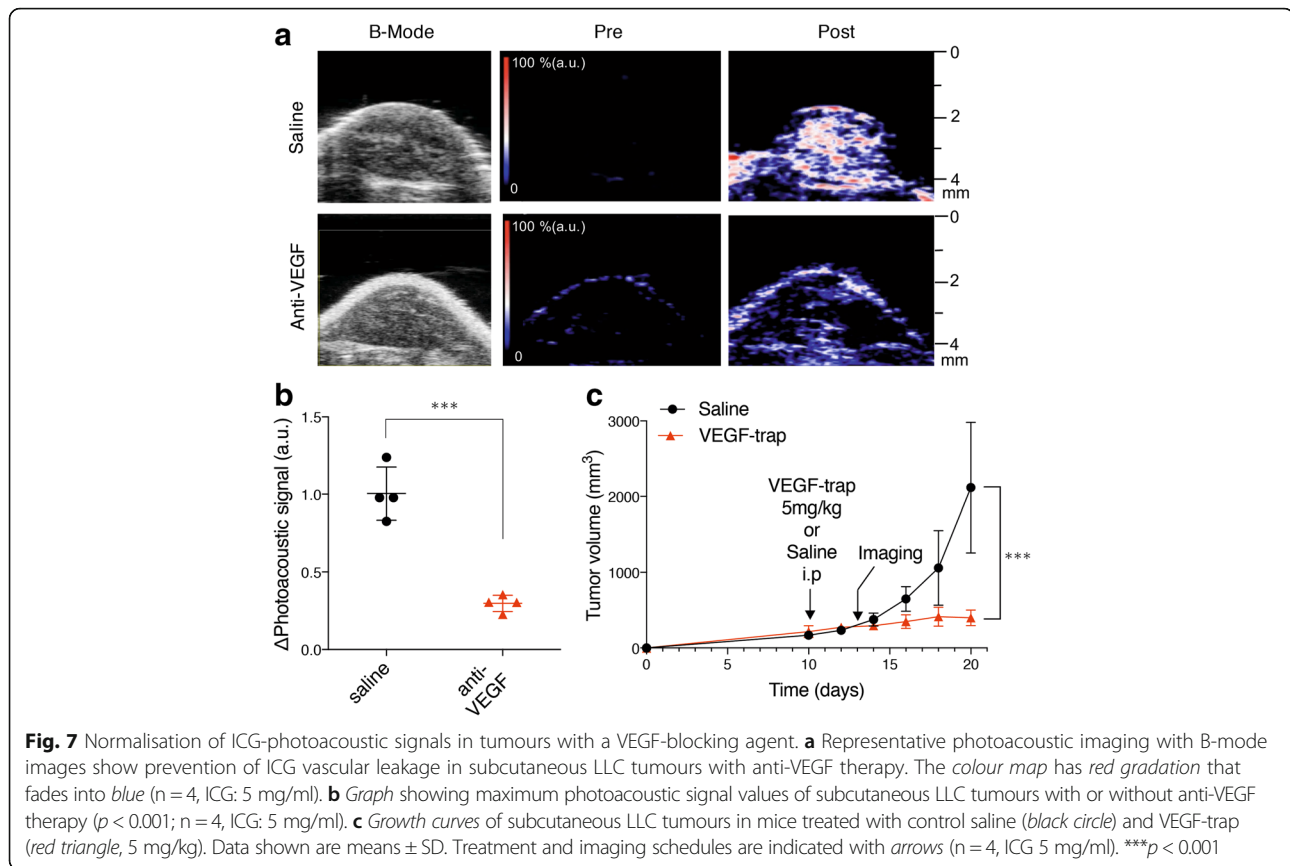 a
B-Mode Pre Post
Saline
100 %(a.u.)
0
0
2
4
mm
Anti-VEGF
100 %(a.u.)
0
0
2
4
mm
b
***
ΔPhotoacoustic signal (a.u.)
1.5
1.0
0.5
0.0
saline
anti-
VEGF
c
Saline
VEGF-trap
Tumor volume (mm³)
3000
2000
1000
0
VEGF-trap
5mg/kg
or
Saline
i.p
Imaging
***
0 5 10 15 20
Time (days)
Fig. 7 Normalisation of ICG-photoacoustic signals in tumours with a VEGF-blocking agent. a Representative photoacoustic imaging with B-mode
images show prevention of ICG vascular leakage in subcutaneous LLC tumours with anti-VEGF therapy. The colour map has red gradation that
fades into blue (n = 4, ICG: 5 mg/ml). b Graph showing maximum photoacoustic signal values of subcutaneous LLC tumours with or without anti-VEGF
therapy (p < 0.001; n = 4, ICG: 5 mg/ml). c Growth curves of subcutaneous LLC tumours in mice treated with control saline (black circle) and VEGF-trap
(red triangle, 5 mg/kg). Data shown are means ± SD. Treatment and imaging schedules are indicated with arrows (n = 4, ICG 5 mg/ml). ***p < 0.001